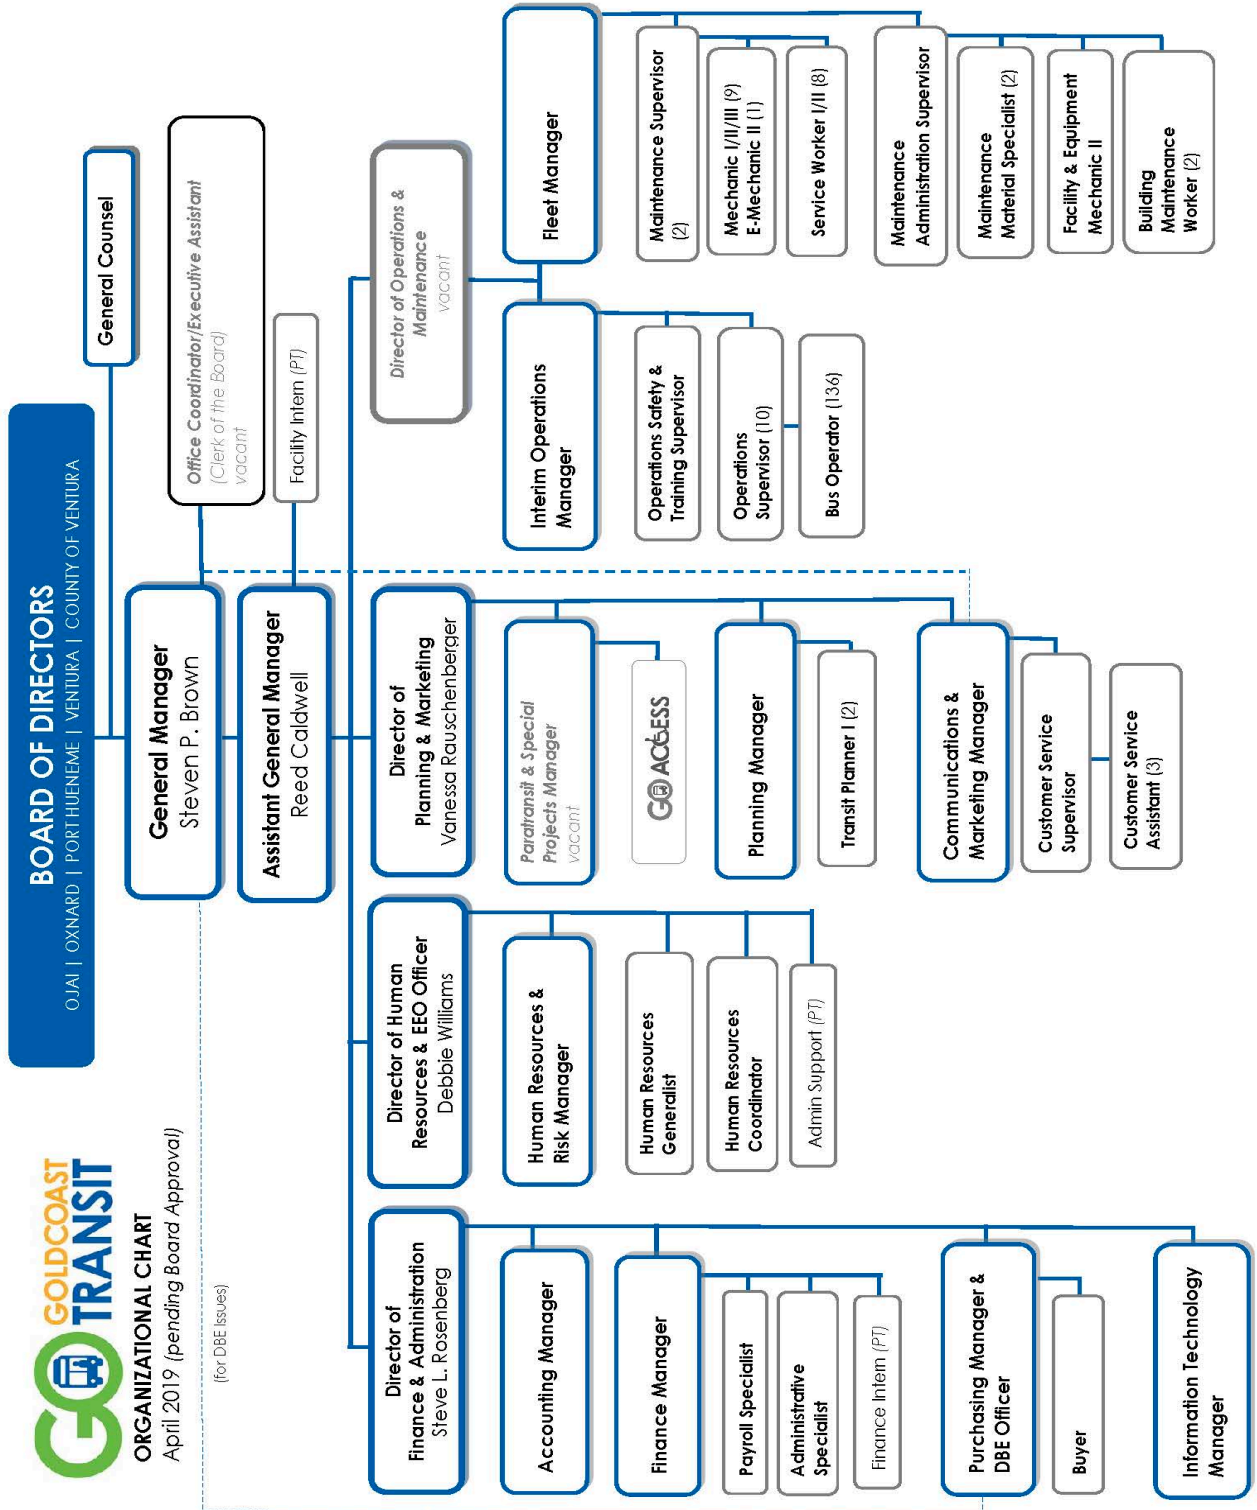 GO GOLDCOAST
TRANSIT
ORGANIZATIONAL CHART
April 2019 (pending Board Approval)
BOARD OF DIRECTORS
OJAI | OXNARD | PORT HUENEME | VENTURA | COUNTY OF VENTURA
General Counsel
General Manager
Steven P. Brown
Office Coordinator/Executive Assistant
(Clerk of the Board)
vacant
(for DBE Issues)
Assistant General Manager
Reed Caldwell
Facility Intern (PT)
Director of
Finance & Administration
Steve L. Rosenberg
Accounting Manager
Finance Manager
Payroll Specialist
Administrative
Specialist
Finance Intern (PT)
Purchasing Manager &
DBE Officer
Buyer
Information Technology
Manager
Director of Human
Resources & EEO Officer
Debbie Williams
Human Resources &
Risk Manager
Human Resources
Generalist
Human Resources
Coordinator
Admin Support (PT)
Director of
Planning & Marketing
Vanessa Rauschenberger
Paratransit & Special
Projects Manager
vacant
GO ACCESS
Planning Manager
Transit Planner I (2)
Communications &
Marketing Manager
Customer Service
Supervisor
Customer Service
Assistant (3)
Director of Operations &
Maintenance
vacant
Interim Operations
Manager
Operations Safety &
Training Supervisor
Operations
Supervisor (10)
Bus Operator (136)
Fleet Manager
Maintenance Supervisor
(2)
Mechanic I/II/III (9)
E-Mechanic II (1)
Service Worker I/II (8)
Maintenance
Administration Supervisor
Maintenance
Material Specialist (2)
Facility & Equipment
Mechanic II
Building
Maintenance
Worker (2)